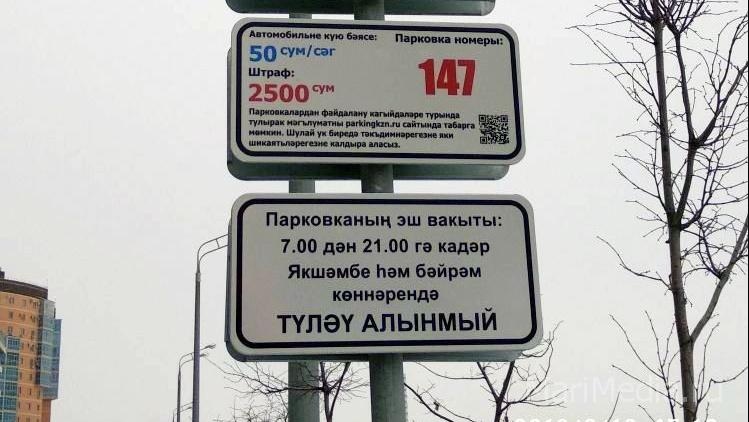 Автомобильне кую бәясе:
50 сум/сәг
Штраф:
2500 сум
Парковка номеры:
147
Парковкалардан файдалану кагыйдәләре турында
тулырак мәгълүматны parkingkzn.ru сайтында табарга
мөмкин. Шулай ук биредә тәкъдимнәрегезне яки
шикаятьләрегезне калдыра аласыз.
Парковканың эш вакыты:
7.00 дән 21.00 гә кадәр
Якшәмбе һәм бәйрәм
көннәрендә
ТҮЛӘҮ АЛЫНМЫЙ
MariMedia.ru